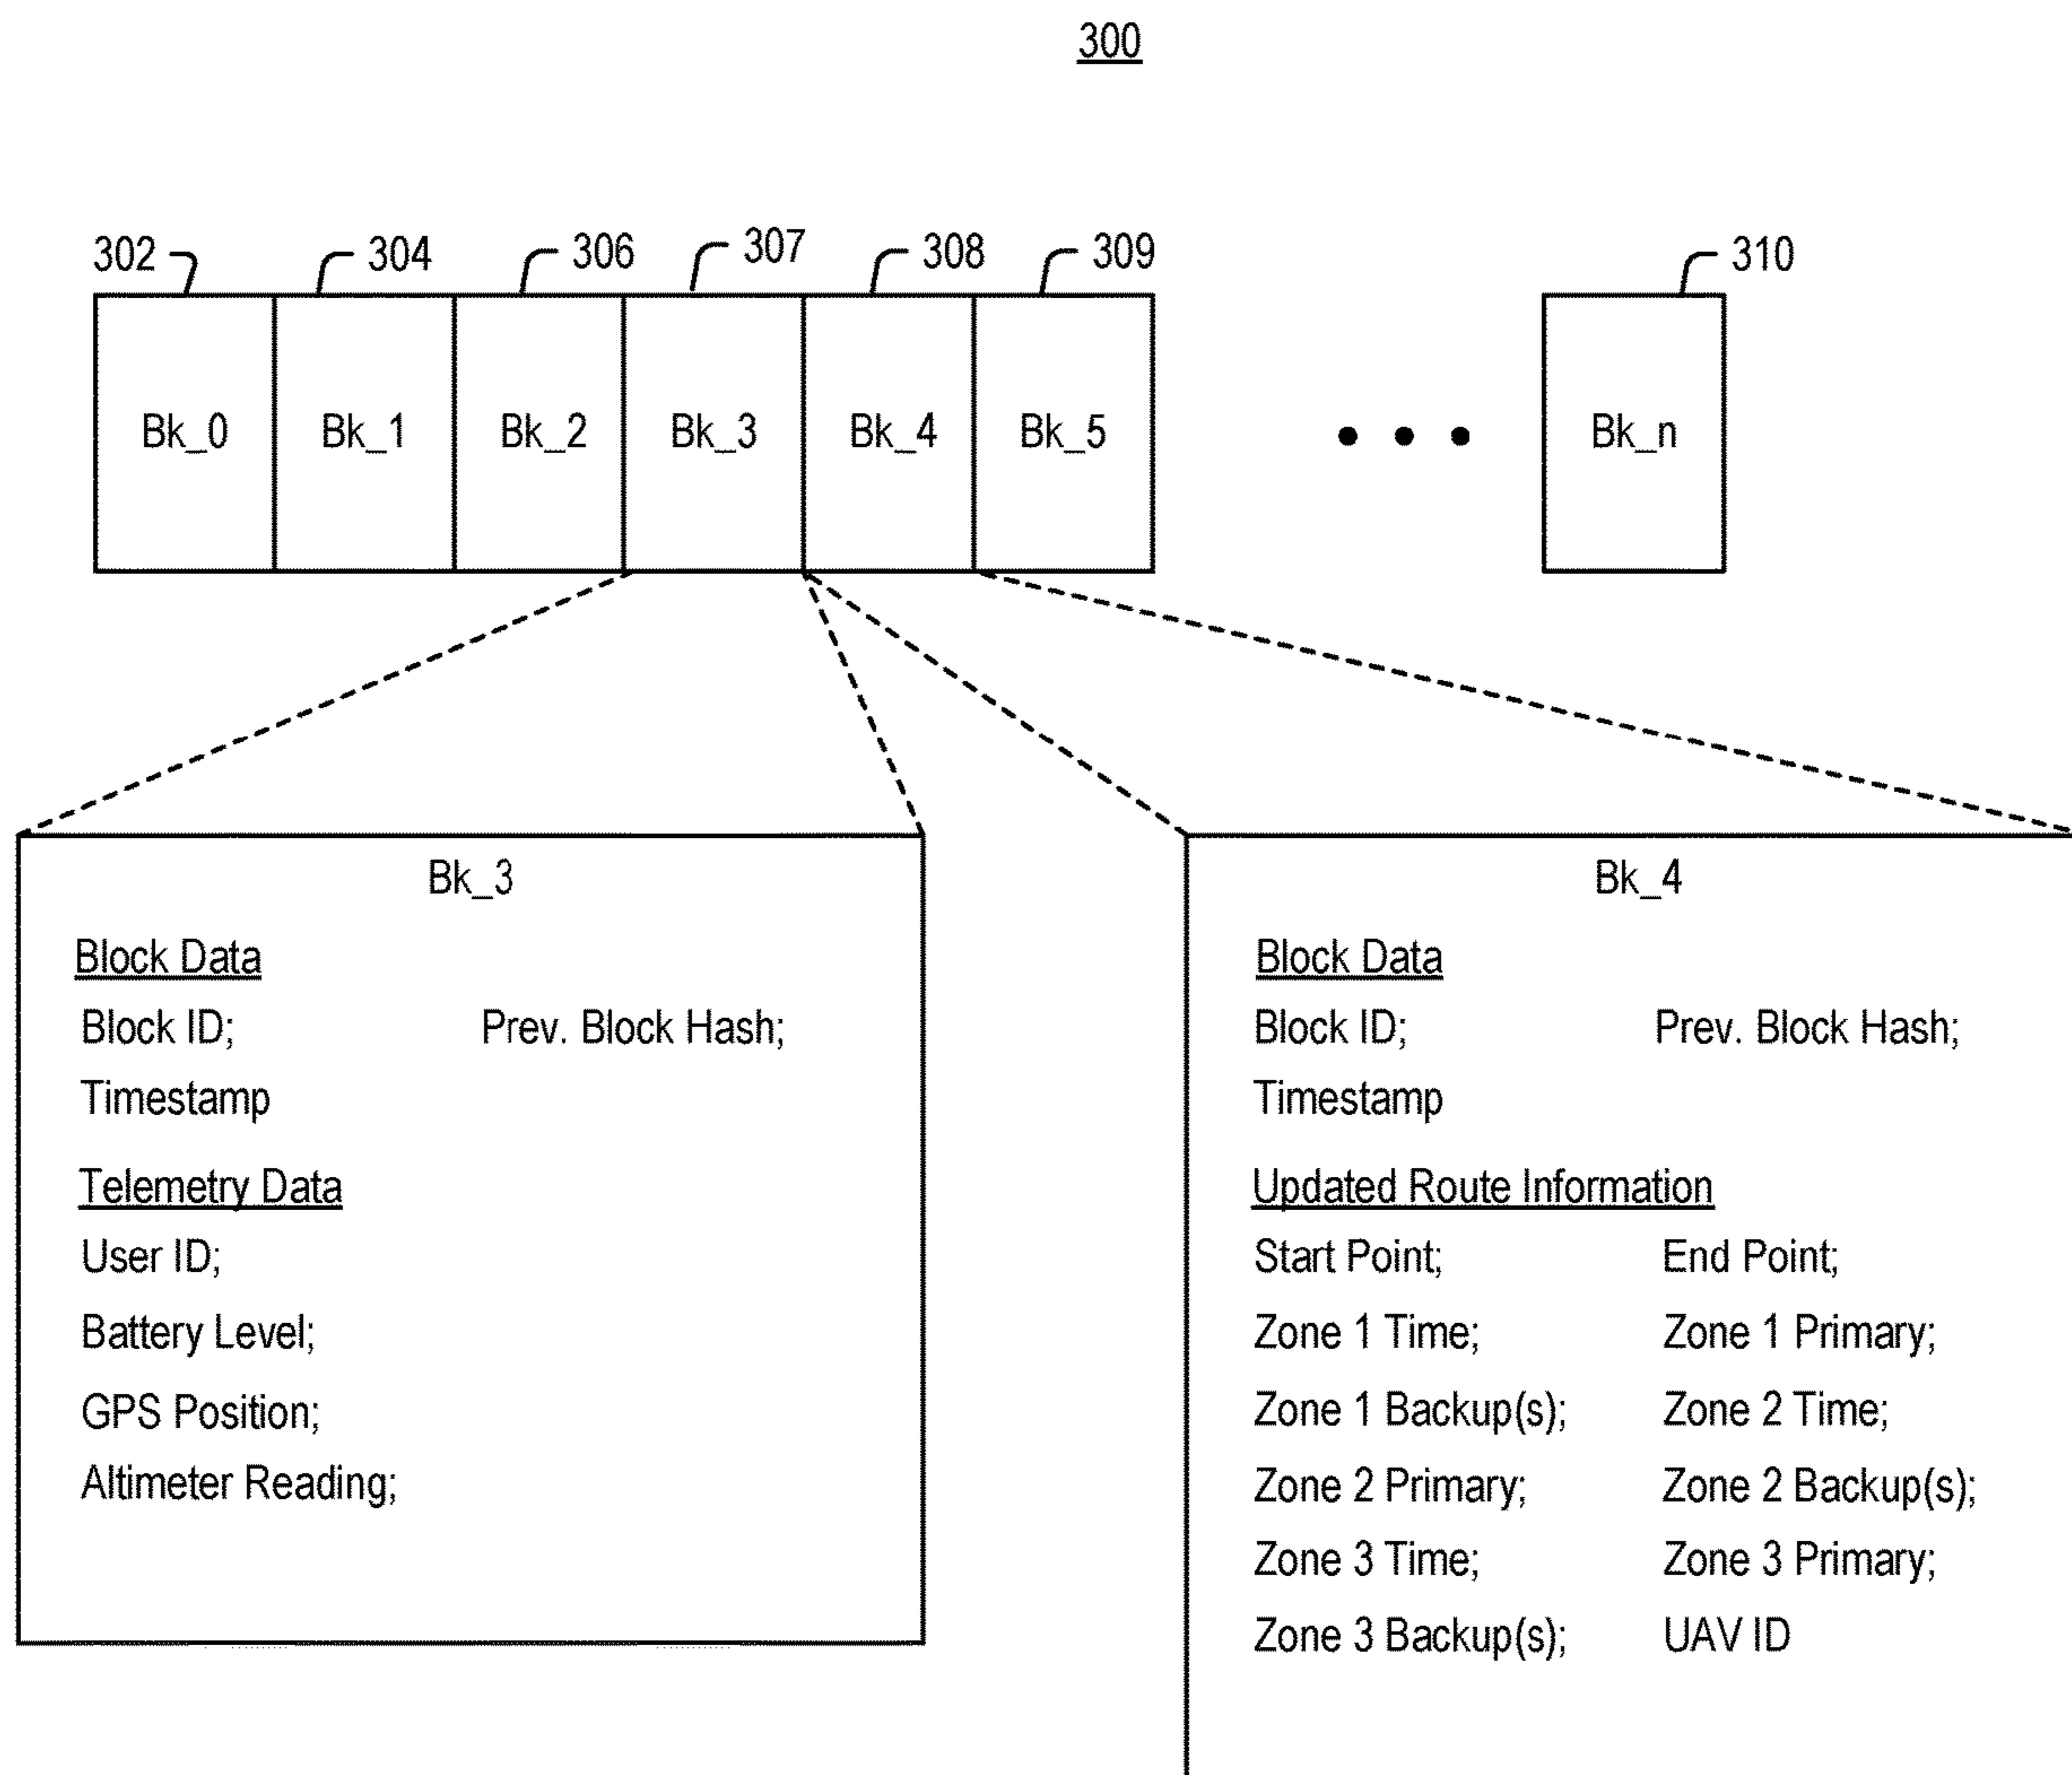 300
302 304 306 307 308 309 310
Bk_0 Bk_1 Bk_2 Bk_3 Bk_4 Bk_5 Bk_n
Bk_3
Block Data
Block ID; Prev. Block Hash;
Timestamp
Telemetry Data
User ID;
Battery Level;
GPS Position;
Altimeter Reading;
Bk_4
Block Data
Block ID; Prev. Block Hash;
Timestamp
Updated Route Information
Start Point; End Point;
Zone 1 Time; Zone 1 Primary;
Zone 1 Backup(s); Zone 2 Time;
Zone 2 Primary; Zone 2 Backup(s);
Zone 3 Time; Zone 3 Primary;
Zone 3 Backup(s); UAV ID